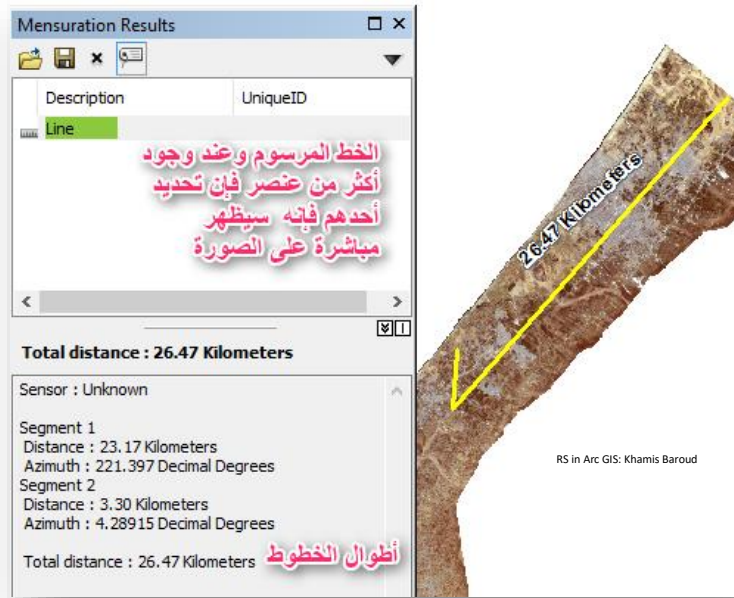 Mensuration Results
Description UniqueID
Line
الخط المرسوم وعند وجود
أكثر من عنصر فإن تحديد
أحدهم فإنه سيظهر
مباشرة على الصورة
Total distance : 26.47 Kilometers
Sensor : Unknown
Segment 1
Distance : 23.17 Kilometers
Azimuth : 221.397 Decimal Degrees
Segment 2
Distance : 3.30 Kilometers
Azimuth : 4.28915 Decimal Degrees
Total distance : 26.47 Kilometers
أطوال الخطوط
26.47 Kilometers
RS in Arc GIS: Khamis Baroud